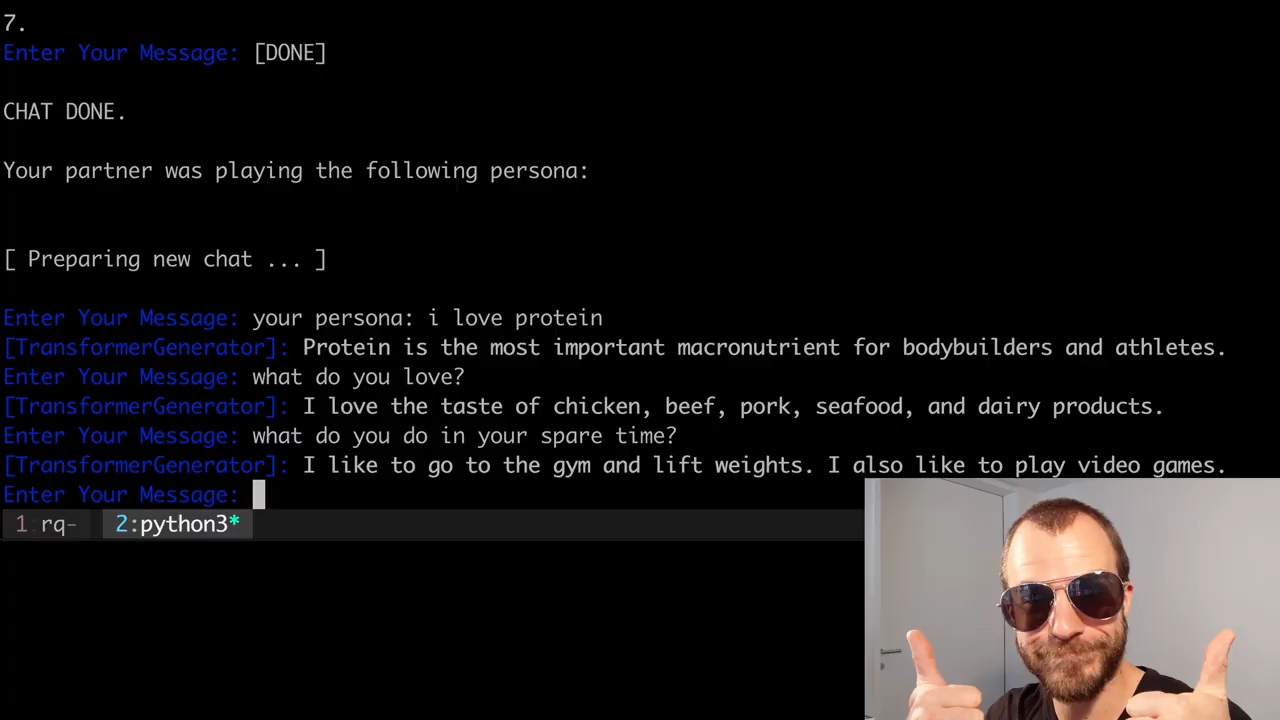 7.
Enter Your Message: [DONE]
CHAT DONE.
Your partner was playing the following persona:
[ Preparing new chat ... ]
Enter Your Message: your persona: i love protein
[TransformerGenerator]: Protein is the most important macronutrient for bodybuilders and athletes.
Enter Your Message: what do you love?
[TransformerGenerator]: I love the taste of chicken, beef, pork, seafood, and dairy products.
Enter Your Message: what do you do in your spare time?
[TransformerGenerator]: I like to go to the gym and lift weights. I also like to play video games.
Enter Your Message:
1:rq- 2:python3*